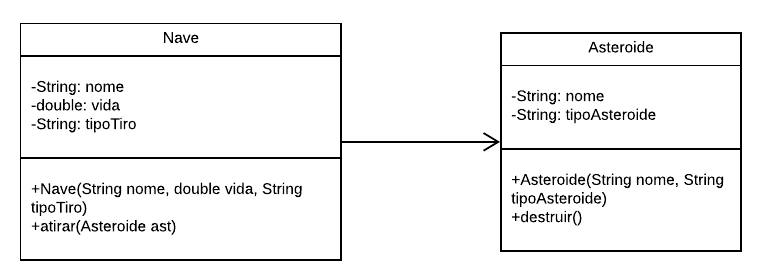 Nave
-String: nome
-double: vida
-String: tipoTiro
+Nave(String nome, double vida, String
tipoTiro)
+atirar(Asteroide ast)
Asteroide
-String: nome
-String: tipoAsteroide
+Asteroide(String nome, String
tipoAsteroide)
+destruir()